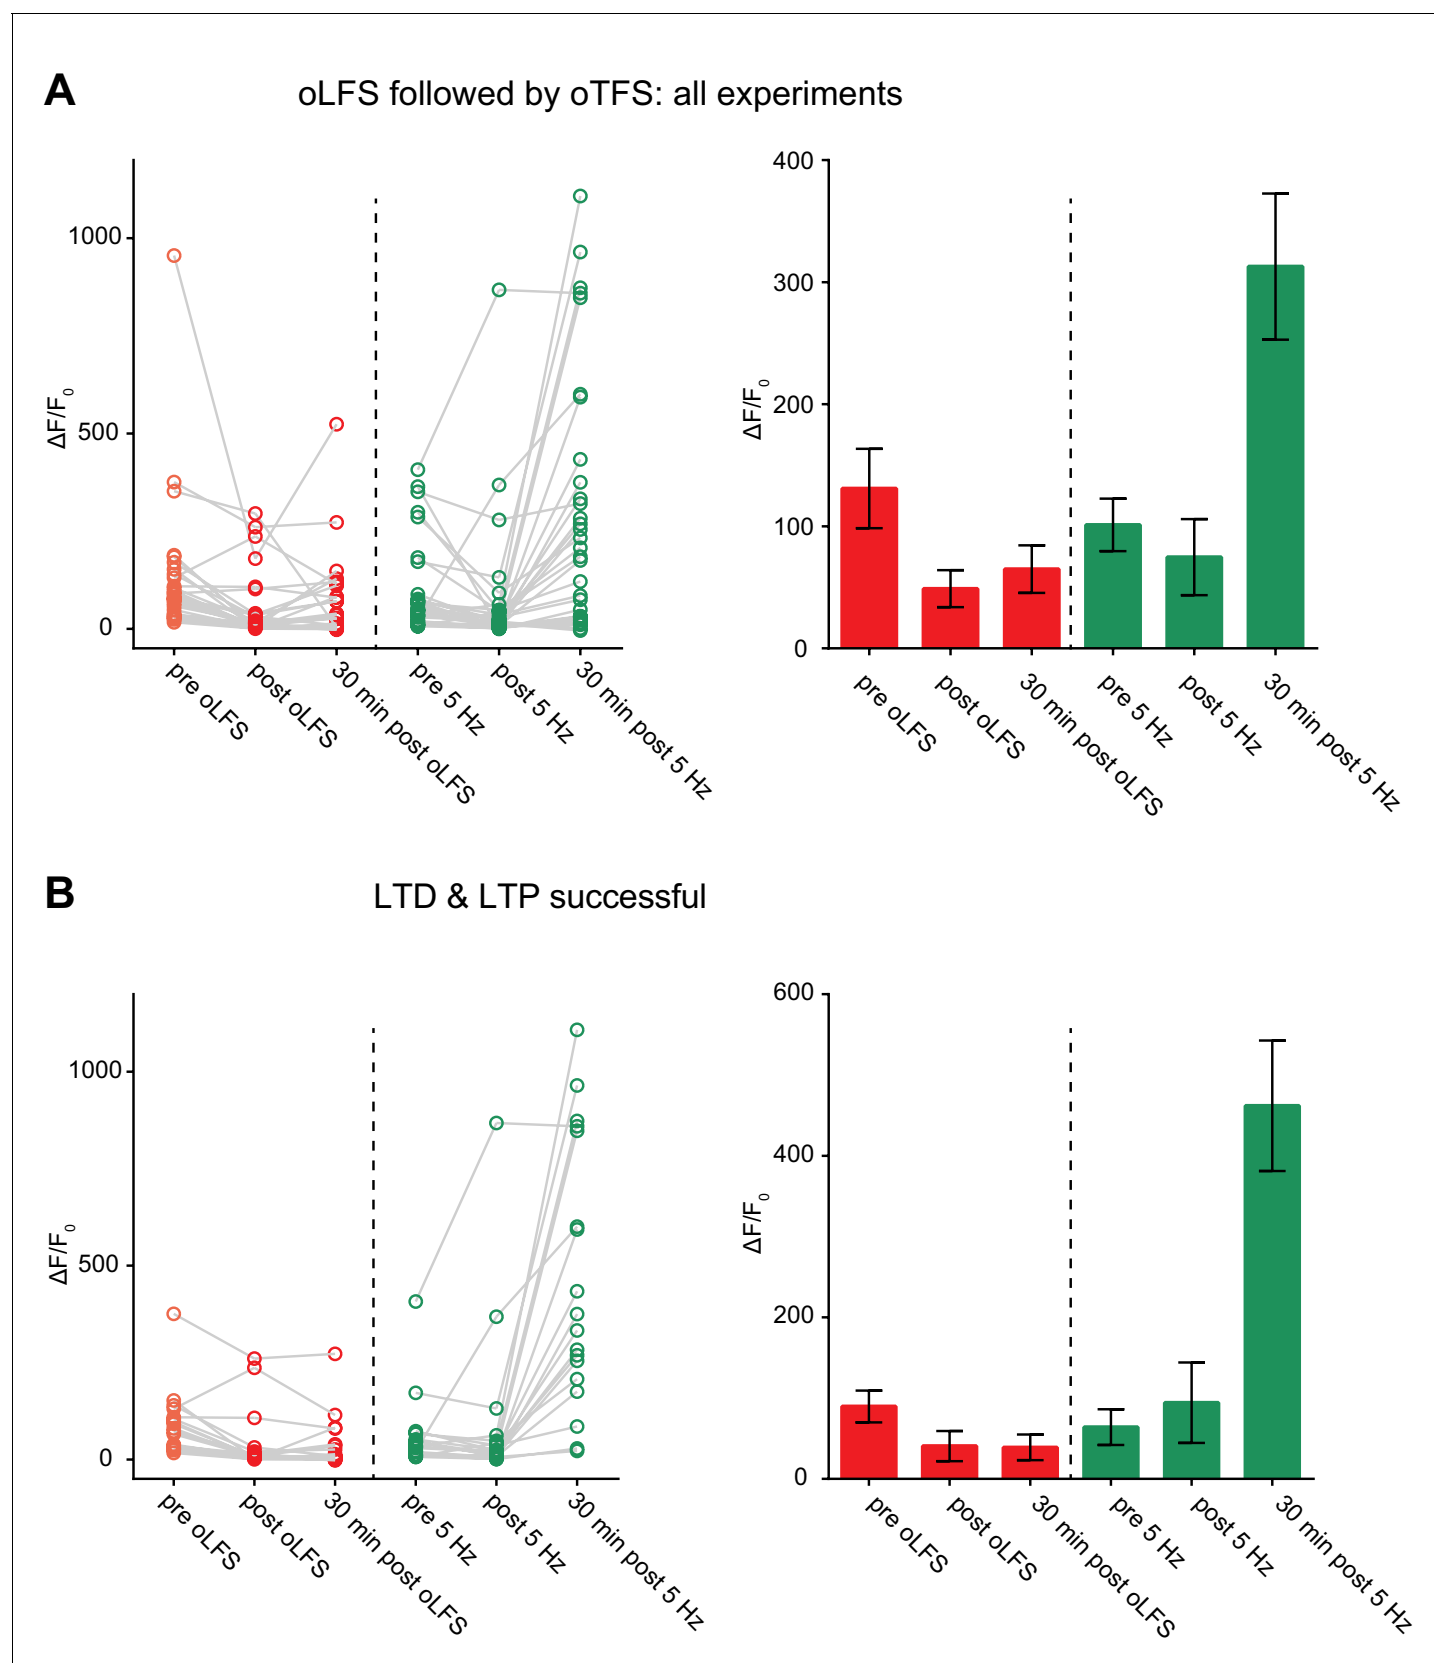 A
oLFS followed by oTFS: all experiments
ΔF/F0
1000
500
0
pre oLFS
post oLFS
30 min post oLFS
pre 5 Hz
post 5 Hz
30 min post 5 Hz
ΔF/F0
400
300
200
100
0
pre oLFS
post oLFS
30 min post oLFS
pre 5 Hz
post 5 Hz
30 min post 5 Hz
B
LTD & LTP successful
ΔF/F0
1000
500
0
pre oLFS
post oLFS
30 min post oLFS
pre 5 Hz
post 5 Hz
30 min post 5 Hz
ΔF/F0
600
400
200
0
pre oLFS
post oLFS
30 min post oLFS
pre 5 Hz
post 5 Hz
30 min post 5 Hz